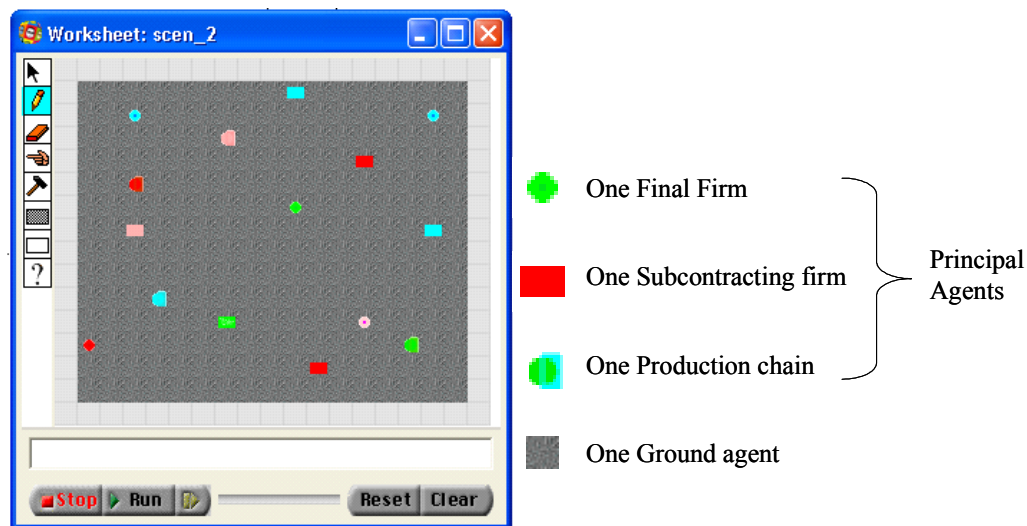 Worksheet: scen_2
?
One Final Firm
One Subcontracting firm
Principal
Agents
One Production chain
One Ground agent
Stop
Run
Reset
Clear